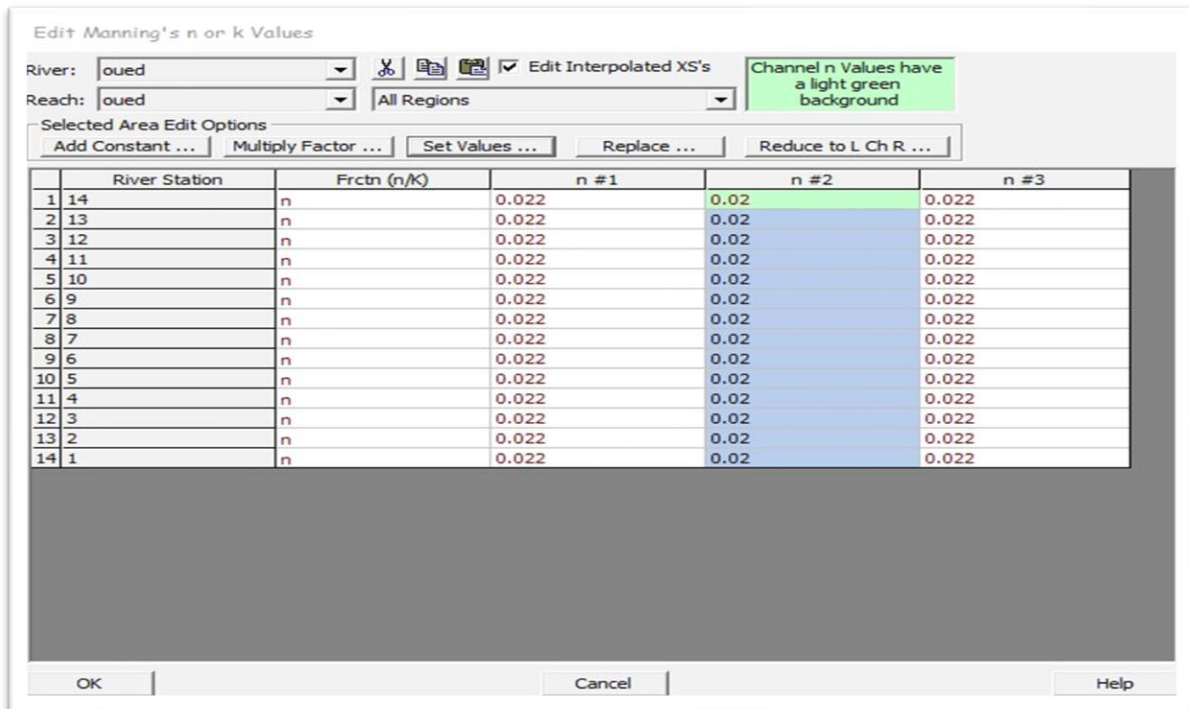 Edit Manning's n or k Values
River: oued Edit Interpolated XS's Channel n Values have
a light green
background
Reach: oued All Regions
Selected Area Edit Options
Add Constant ... Multiply Factor ... Set Values ... Replace ... Reduce to L Ch R ...
River Station Frctn (n/K) n #1 n #2 n #3
1 14 n 0.022 0.02 0.022
2 13 n 0.022 0.02 0.022
3 12 n 0.022 0.02 0.022
4 11 n 0.022 0.02 0.022
5 10 n 0.022 0.02 0.022
6 9 n 0.022 0.02 0.022
7 8 n 0.022 0.02 0.022
8 7 n 0.022 0.02 0.022
9 6 n 0.022 0.02 0.022
10 5 n 0.022 0.02 0.022
11 4 n 0.022 0.02 0.022
12 3 n 0.022 0.02 0.022
13 2 n 0.022 0.02 0.022
14 1 n 0.022 0.02 0.022
OK Cancel Help